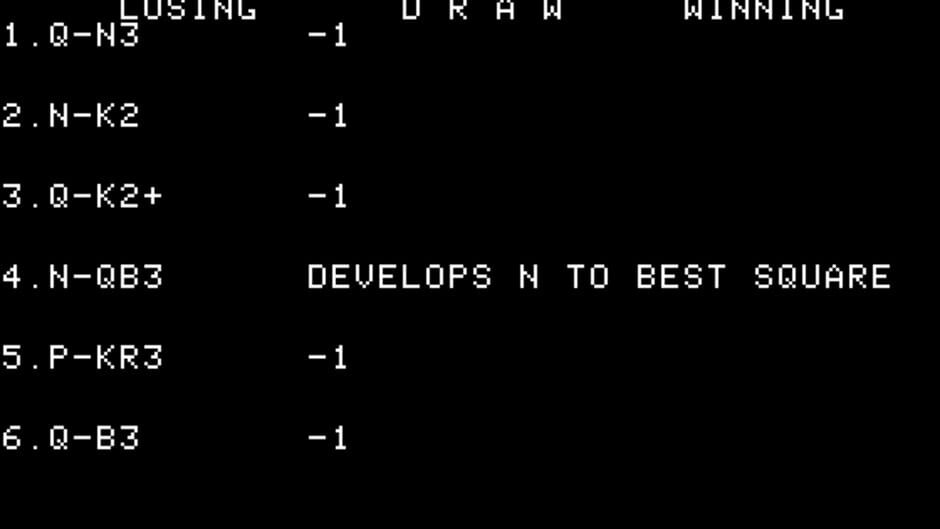 LOSING D R A W WINNING
1.Q-N3 -1
2.N-K2 -1
3.Q-K2+ -1
4.N-QB3 DEVELOPS N TO BEST SQUARE
5.P-KR3 -1
6.Q-B3 -1